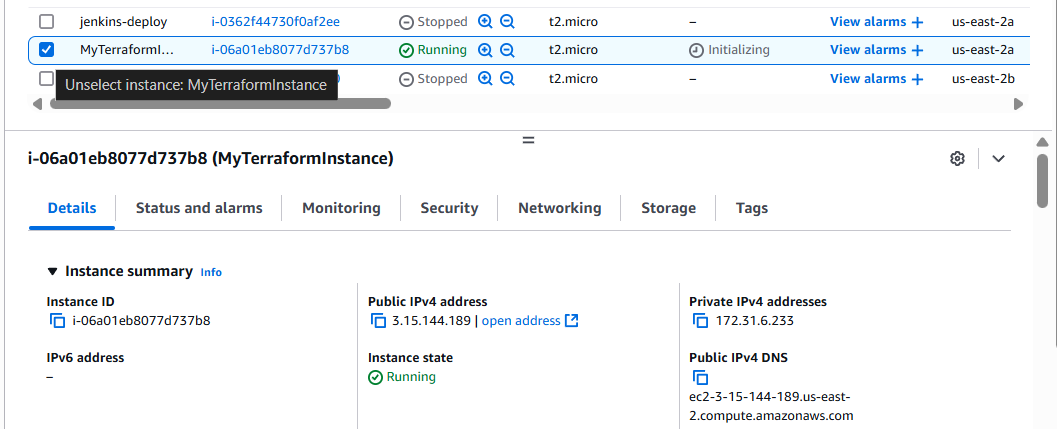 jenkins-deploy i-0362f44730f0af2ee Stopped t2.micro – View alarms + us-east-2a
MyTerraformI... i-06a01eb8077d737b8 Running t2.micro Initializing View alarms + us-east-2a
Stopped t2.micro – View alarms + us-east-2b
Unselect instance: MyTerraformInstance
i-06a01eb8077d737b8 (MyTerraformInstance)
Details Status and alarms Monitoring Security Networking Storage Tags
Instance summary Info
Instance ID Public IPv4 address Private IPv4 addresses
i-06a01eb8077d737b8 3.15.144.189 | open address 172.31.6.233
IPv6 address Instance state Public IPv4 DNS
– Running
ec2-3-15-144-189.us-east-
2.compute.amazonaws.com